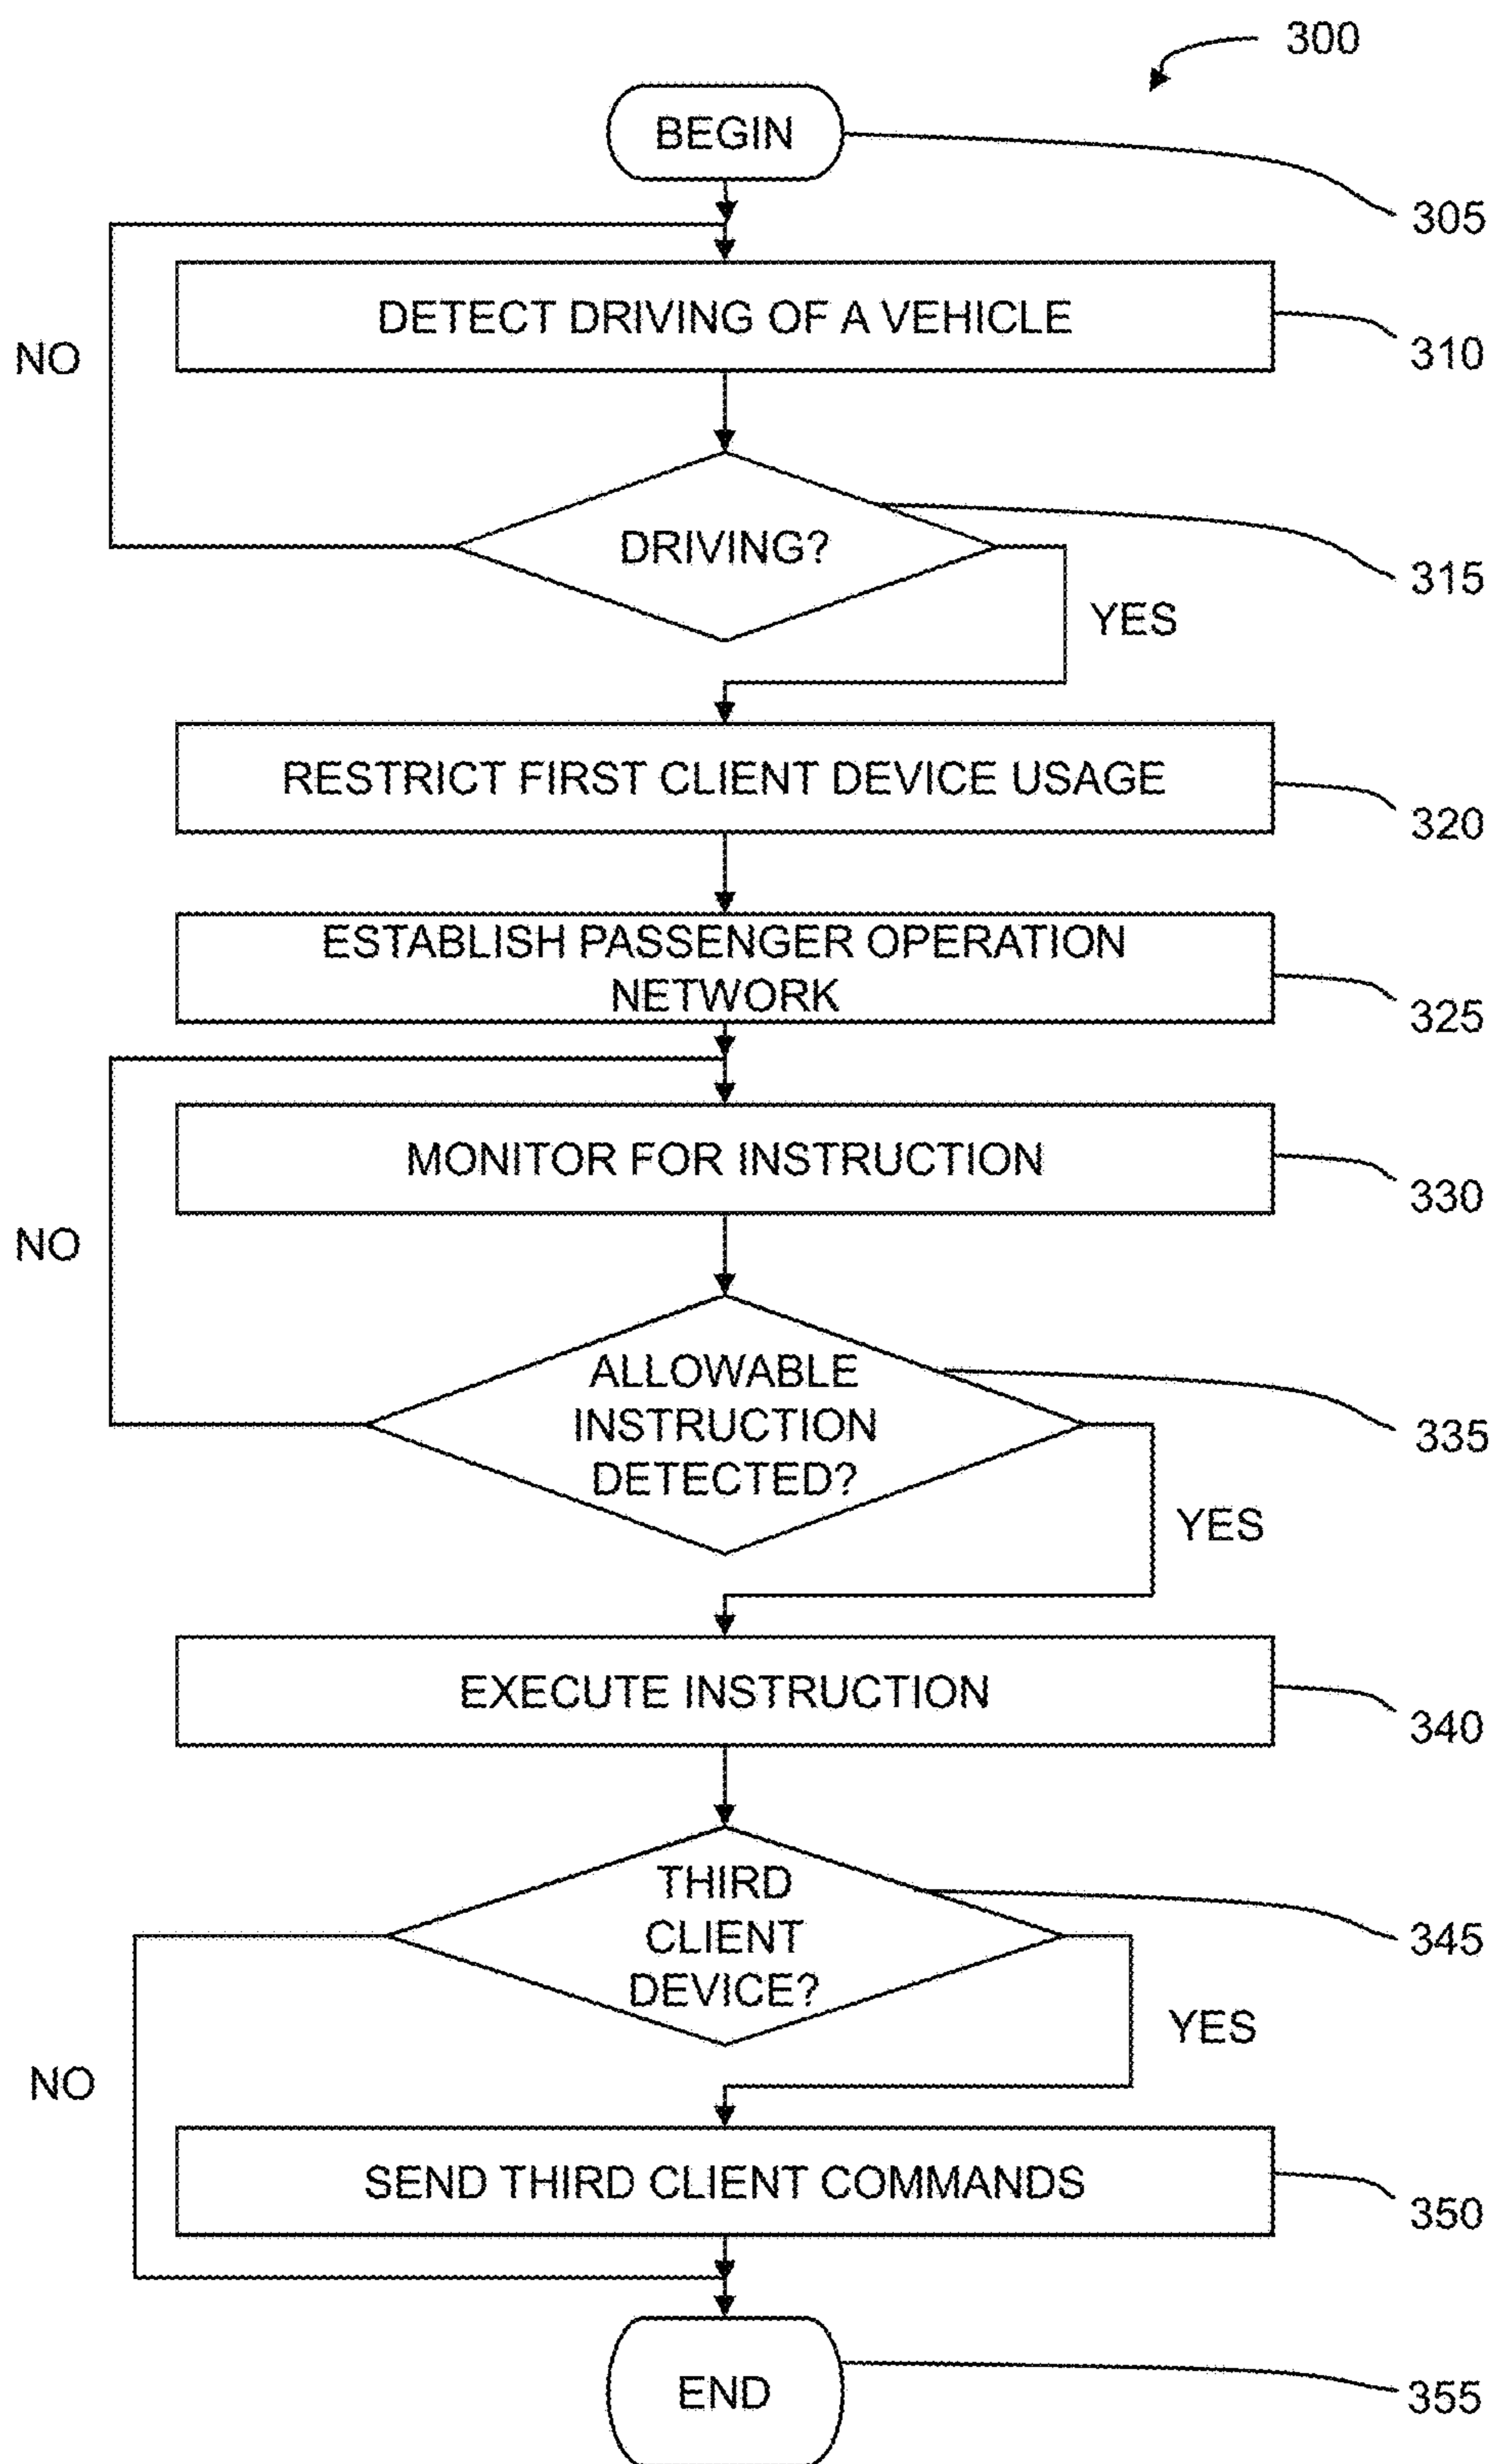 300
BEGIN
305
DETECT DRIVING OF A VEHICLE
310
NO
DRIVING?
315
YES
RESTRICT FIRST CLIENT DEVICE USAGE
320
ESTABLISH PASSENGER OPERATION
NETWORK
325
MONITOR FOR INSTRUCTION
330
NO
ALLOWABLE
INSTRUCTION
DETECTED?
335
YES
EXECUTE INSTRUCTION
340
THIRD
CLIENT
DEVICE?
345
YES
NO
SEND THIRD CLIENT COMMANDS
350
END
355